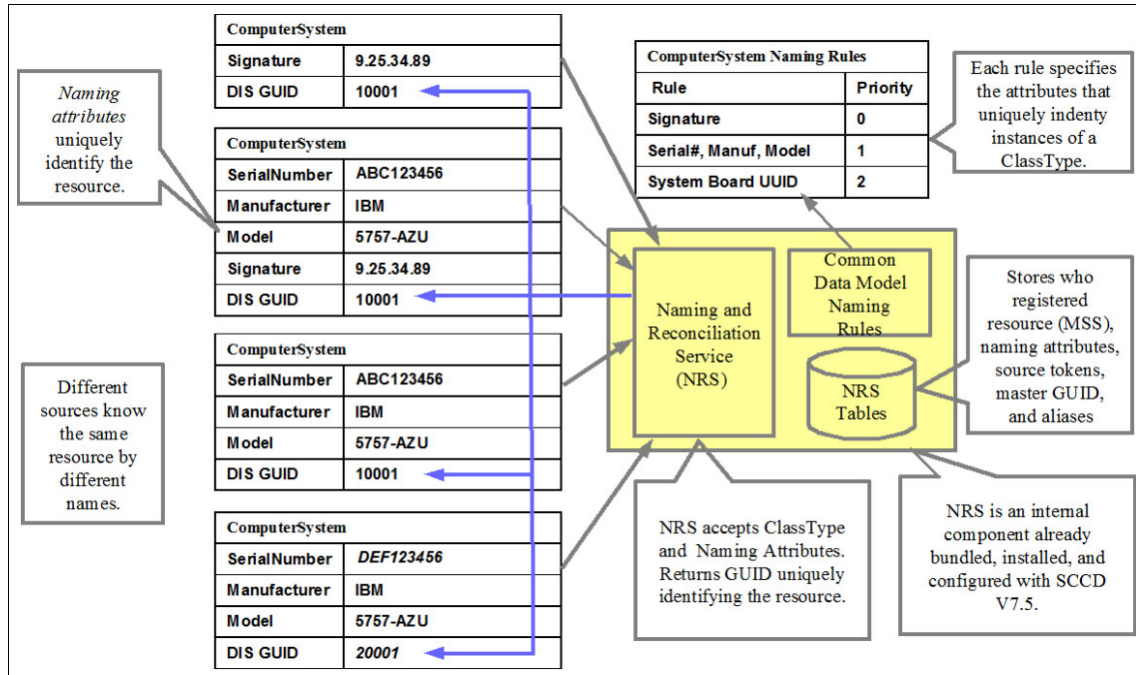 ComputerSystem
Signature 9.25.34.89
DIS GUID 10001
ComputerSystem
SerialNumber ABC123456
Manufacturer IBM
Model 5757-AZU
Signature 9.25.34.89
DIS GUID 10001
ComputerSystem
SerialNumber ABC123456
Manufacturer IBM
Model 5757-AZU
DIS GUID 10001
ComputerSystem
SerialNumber DEF123456
Manufacturer IBM
Model 5757-AZU
DIS GUID 20001
Naming
attributes
uniquely
identify the
resource.
Different
sources know
the same
resource by
different
names.
ComputerSystem Naming Rules
Rule Priority
Signature 0
Serial#, Manuf, Model 1
System Board UUID 2
Each rule specifies
the attributes that
uniquely indenty
instances of a
ClassType.
Naming and
Reconciliation
Service
(NRS)
Common
Data Model
Naming
Rules
NRS
Tables
Stores who
registered
resource (MSS),
naming attributes,
source tokens,
master GUID,
and aliases
NRS accepts ClassType
and Naming Attributes.
Returns GUID uniquely
identifying the resource.
NRS is an internal
component already
bundled, installed, and
configured with SCCD
V7.5.